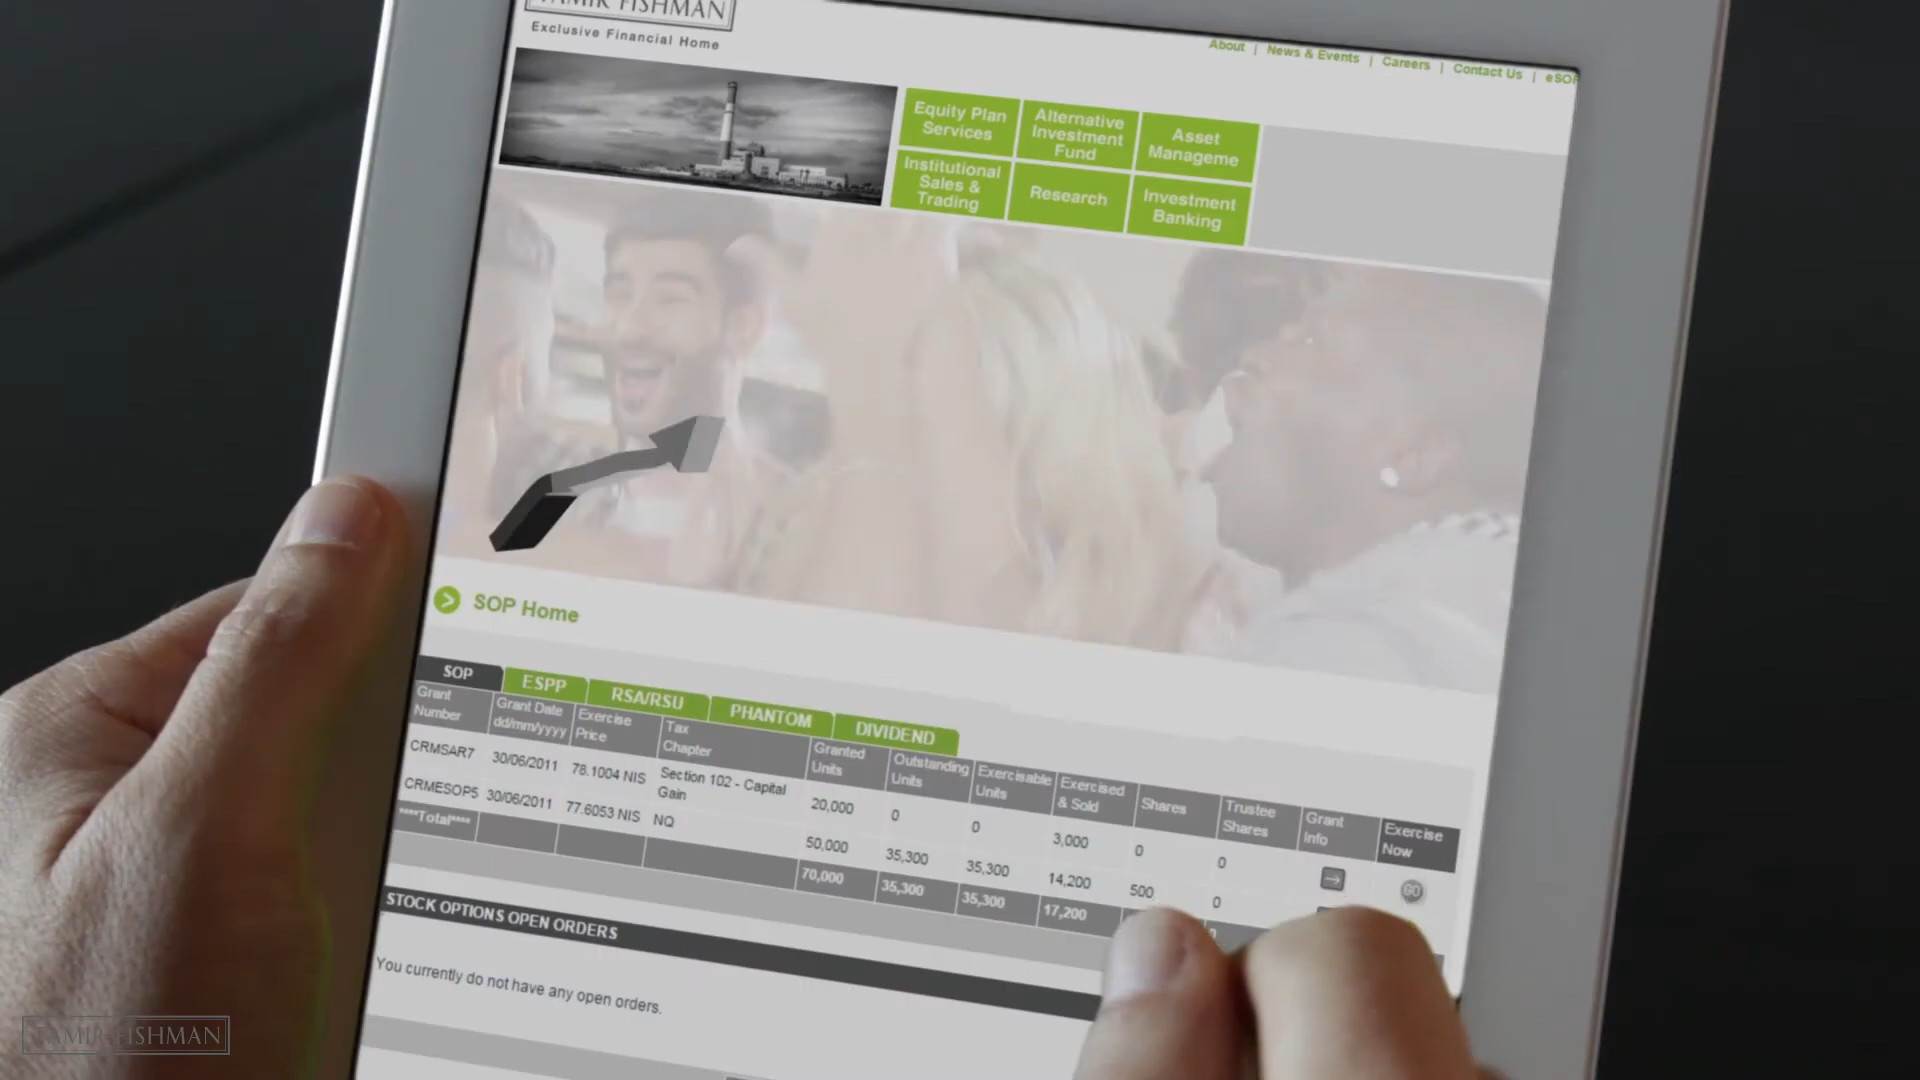 TAMIR FISHMAN
Exclusive Financial Home
About | News & Events | Careers | Contact Us | eSOP
Equity Plan
Services
Alternative
Investment
Fund
Asset
Manageme
Institutional
Sales &
Trading
Research
Investment
Banking
SOP Home
SOP ESPP RSA/RSU PHANTOM DIVIDEND
Grant
Number
Grant Date
dd/mm/yyyy
Exercise
Price
Tax
Chapter
Granted
Units
Outstanding
Units
Exercisable
Units
Exercised
& Sold
Shares
Trustee
Shares
Grant
Info
Exercise
Now
CRMSAR7 30/06/2011 78.1004 NIS Section 102 - Capital
Gain
20,000 0 0 3,000 0 0 GO
CRMESOP5 30/06/2011 77.6053 NIS NQ 50,000 35,300 35,300 14,200 500 0
****Total**** 70,000 35,300 35,300 17,200
STOCK OPTIONS OPEN ORDERS
You currently do not have any open orders.
TAMIR FISHMAN